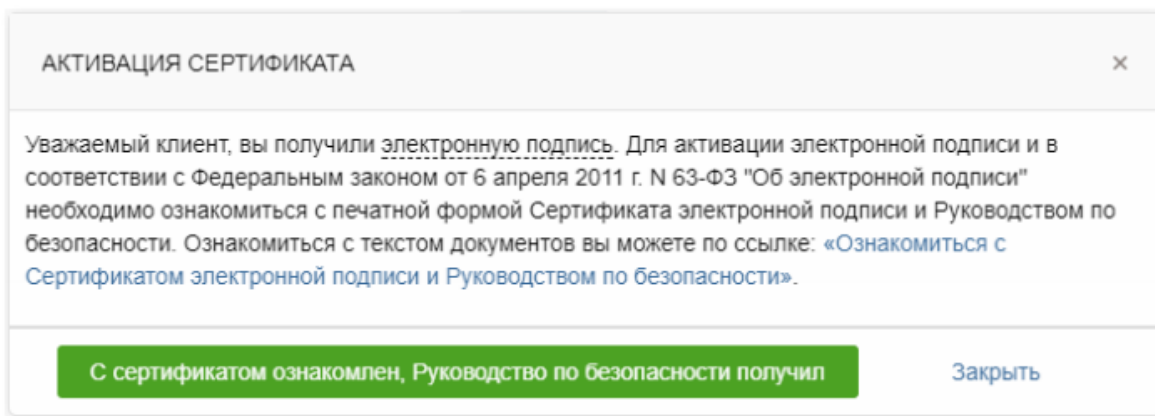 АКТИВАЦИЯ СЕРТИФИКАТА ×
Уважаемый клиент, вы получили электронную подпись. Для активации электронной подписи и в
соответствии с Федеральным законом от 6 апреля 2011 г. N 63-ФЗ "Об электронной подписи"
необходимо ознакомиться с печатной формой Сертификата электронной подписи и Руководством по
безопасности. Ознакомиться с текстом документов вы можете по ссылке: «Ознакомиться с
Сертификатом электронной подписи и Руководством по безопасности».
С сертификатом ознакомлен, Руководство по безопасности получил Закрыть